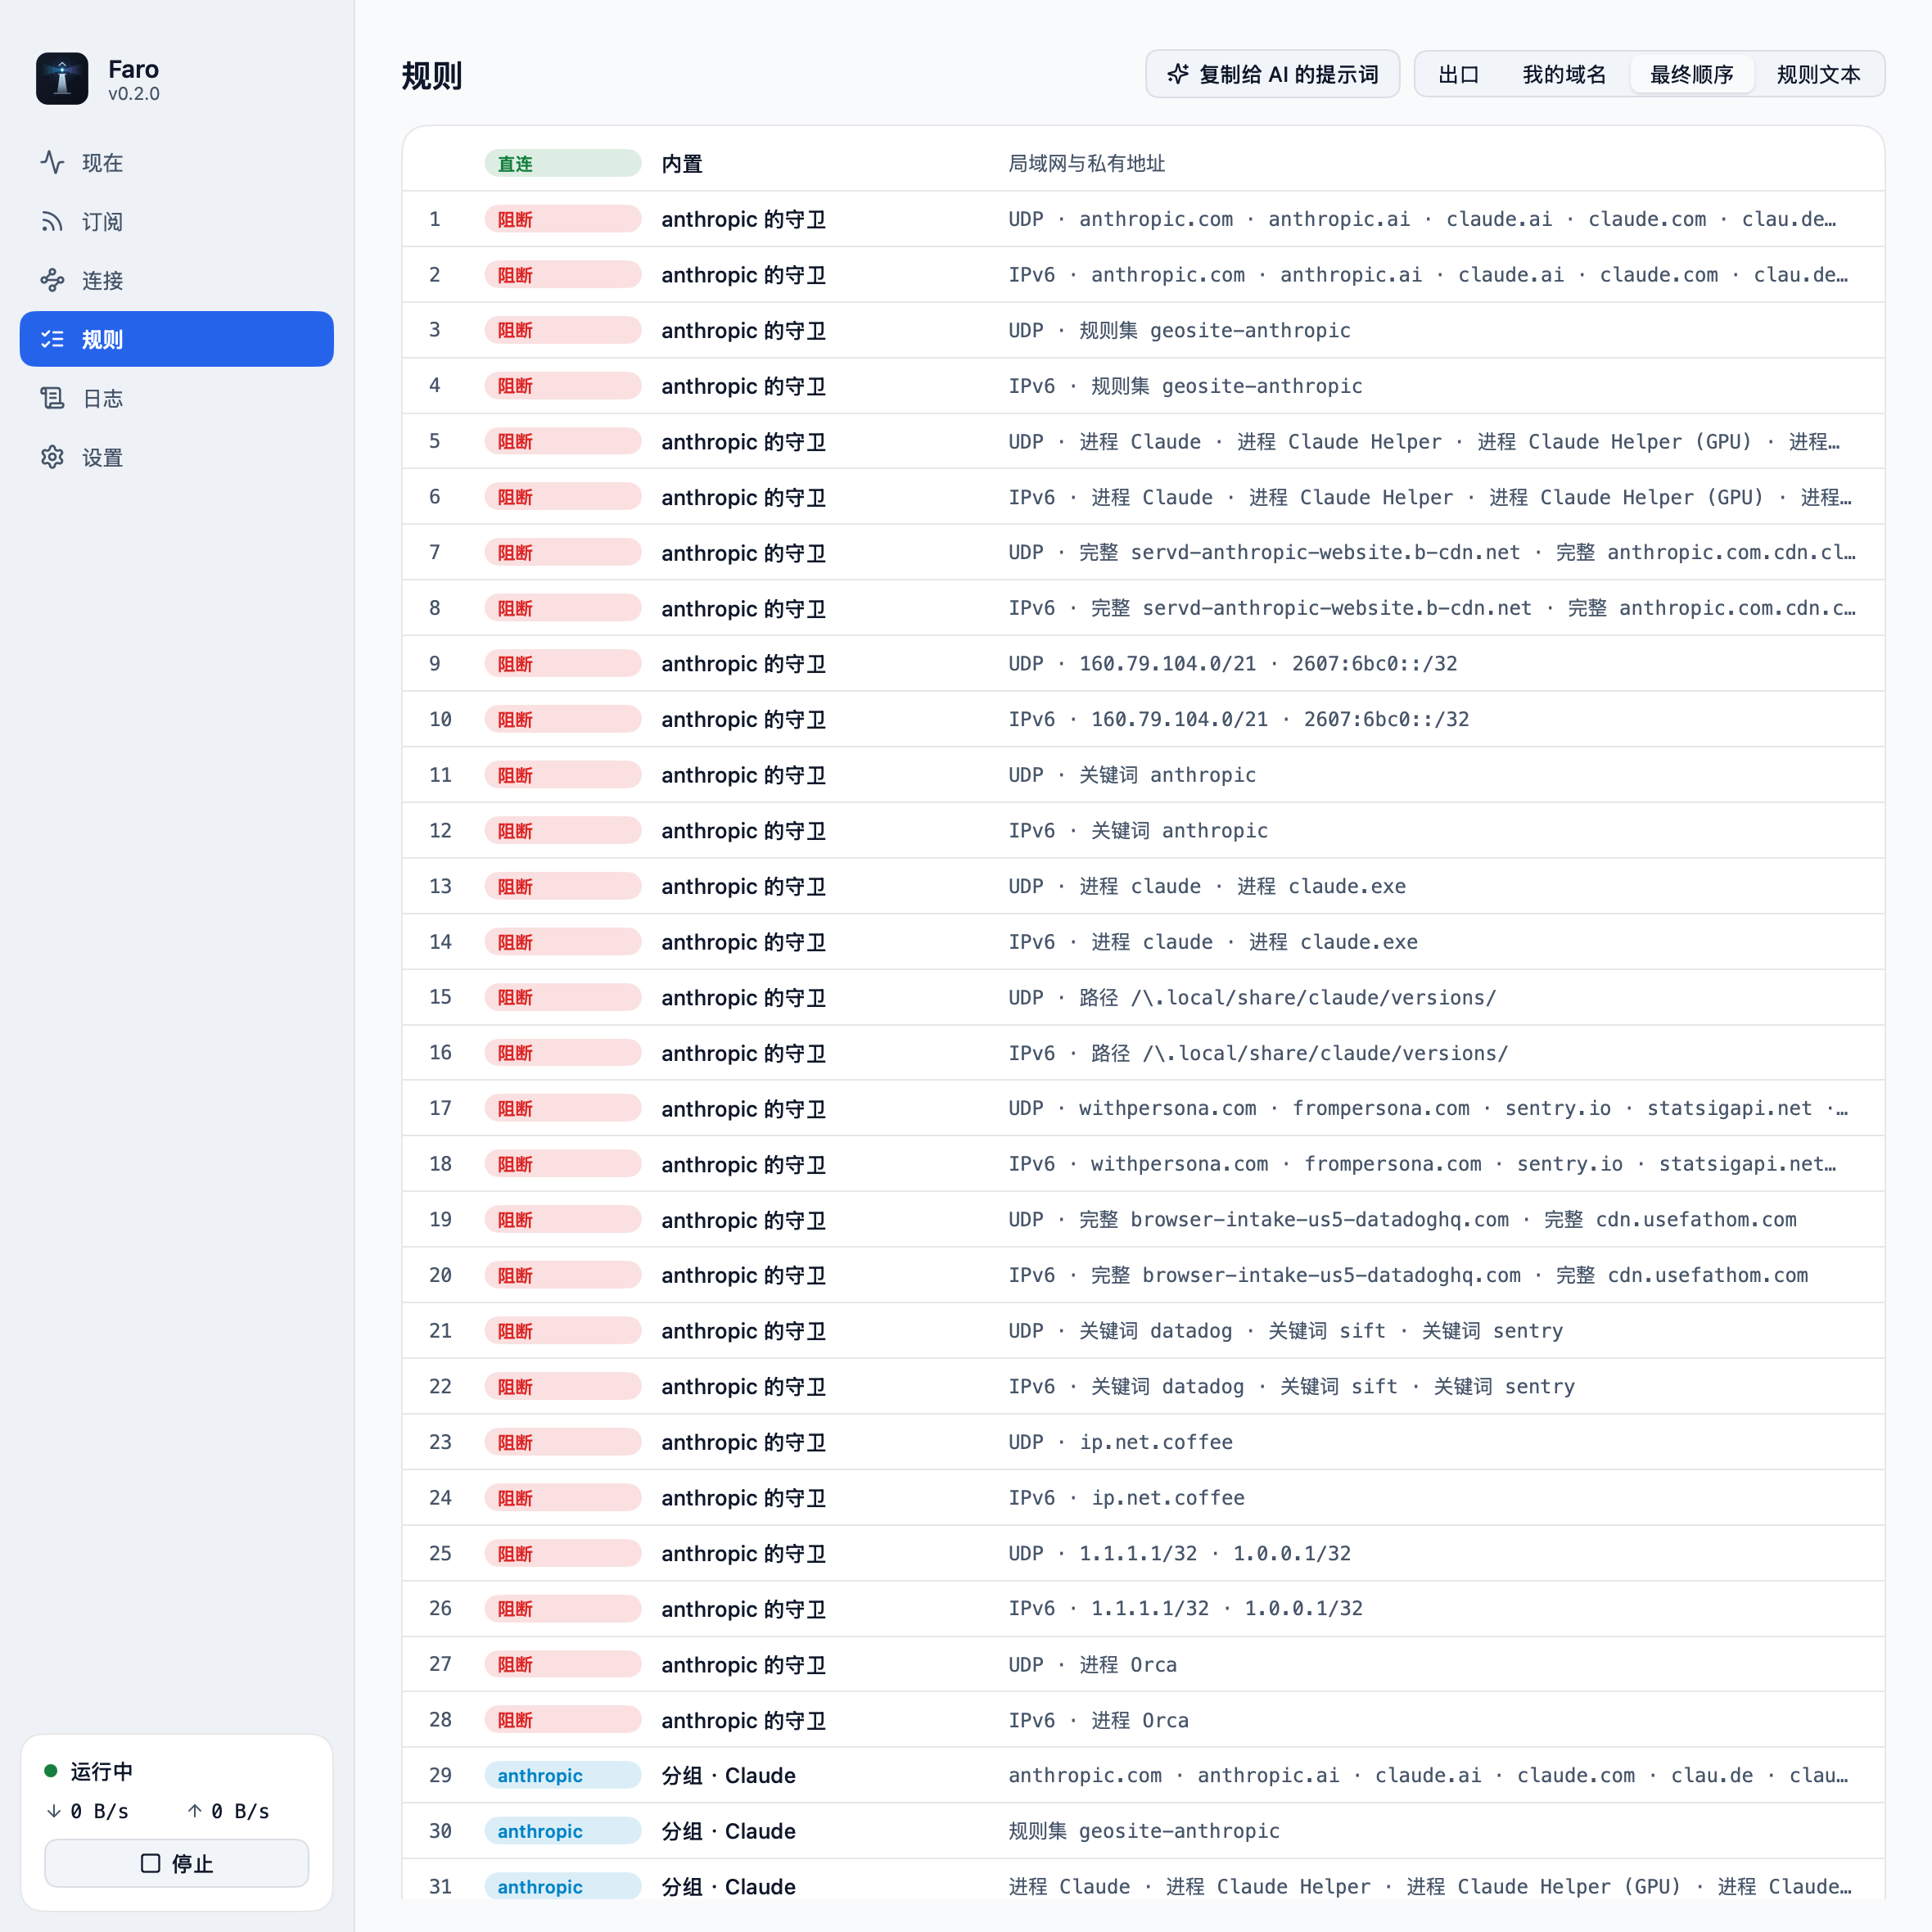 Faro
v0.2.0
现在
订阅
连接
规则
日志
设置
运行中
0 B/s 0 B/s
停止
规则
复制给 AI 的提示词 出口 我的域名 最终顺序 规则文本
直连 内置 局域网与私有地址
1 阻断 anthropic 的守卫 UDP · anthropic.com · anthropic.ai · claude.ai · claude.com · clau.de…
2 阻断 anthropic 的守卫 IPv6 · anthropic.com · anthropic.ai · claude.ai · claude.com · clau.de…
3 阻断 anthropic 的守卫 UDP · 规则集 geosite-anthropic
4 阻断 anthropic 的守卫 IPv6 · 规则集 geosite-anthropic
5 阻断 anthropic 的守卫 UDP · 进程 Claude · 进程 Claude Helper · 进程 Claude Helper (GPU) · 进程…
6 阻断 anthropic 的守卫 IPv6 · 进程 Claude · 进程 Claude Helper · 进程 Claude Helper (GPU) · 进程…
7 阻断 anthropic 的守卫 UDP · 完整 servd-anthropic-website.b-cdn.net · 完整 anthropic.com.cdn.cl…
8 阻断 anthropic 的守卫 IPv6 · 完整 servd-anthropic-website.b-cdn.net · 完整 anthropic.com.cdn.c…
9 阻断 anthropic 的守卫 UDP · 160.79.104.0/21 · 2607:6bc0::/32
10 阻断 anthropic 的守卫 IPv6 · 160.79.104.0/21 · 2607:6bc0::/32
11 阻断 anthropic 的守卫 UDP · 关键词 anthropic
12 阻断 anthropic 的守卫 IPv6 · 关键词 anthropic
13 阻断 anthropic 的守卫 UDP · 进程 claude · 进程 claude.exe
14 阻断 anthropic 的守卫 IPv6 · 进程 claude · 进程 claude.exe
15 阻断 anthropic 的守卫 UDP · 路径 /\.local/share/claude/versions/
16 阻断 anthropic 的守卫 IPv6 · 路径 /\.local/share/claude/versions/
17 阻断 anthropic 的守卫 UDP · withpersona.com · frompersona.com · sentry.io · statsigapi.net ·…
18 阻断 anthropic 的守卫 IPv6 · withpersona.com · frompersona.com · sentry.io · statsigapi.net…
19 阻断 anthropic 的守卫 UDP · 完整 browser-intake-us5-datadoghq.com · 完整 cdn.usefathom.com
20 阻断 anthropic 的守卫 IPv6 · 完整 browser-intake-us5-datadoghq.com · 完整 cdn.usefathom.com
21 阻断 anthropic 的守卫 UDP · 关键词 datadog · 关键词 sift · 关键词 sentry
22 阻断 anthropic 的守卫 IPv6 · 关键词 datadog · 关键词 sift · 关键词 sentry
23 阻断 anthropic 的守卫 UDP · ip.net.coffee
24 阻断 anthropic 的守卫 IPv6 · ip.net.coffee
25 阻断 anthropic 的守卫 UDP · 1.1.1.1/32 · 1.0.0.1/32
26 阻断 anthropic 的守卫 IPv6 · 1.1.1.1/32 · 1.0.0.1/32
27 阻断 anthropic 的守卫 UDP · 进程 Orca
28 阻断 anthropic 的守卫 IPv6 · 进程 Orca
29 anthropic 分组 · Claude anthropic.com · anthropic.ai · claude.ai · claude.com · clau.de · clau…
30 anthropic 分组 · Claude 规则集 geosite-anthropic
31 anthropic 分组 · Claude 进程 Claude · 进程 Claude Helper · 进程 Claude Helper (GPU) · 进程 Claude…